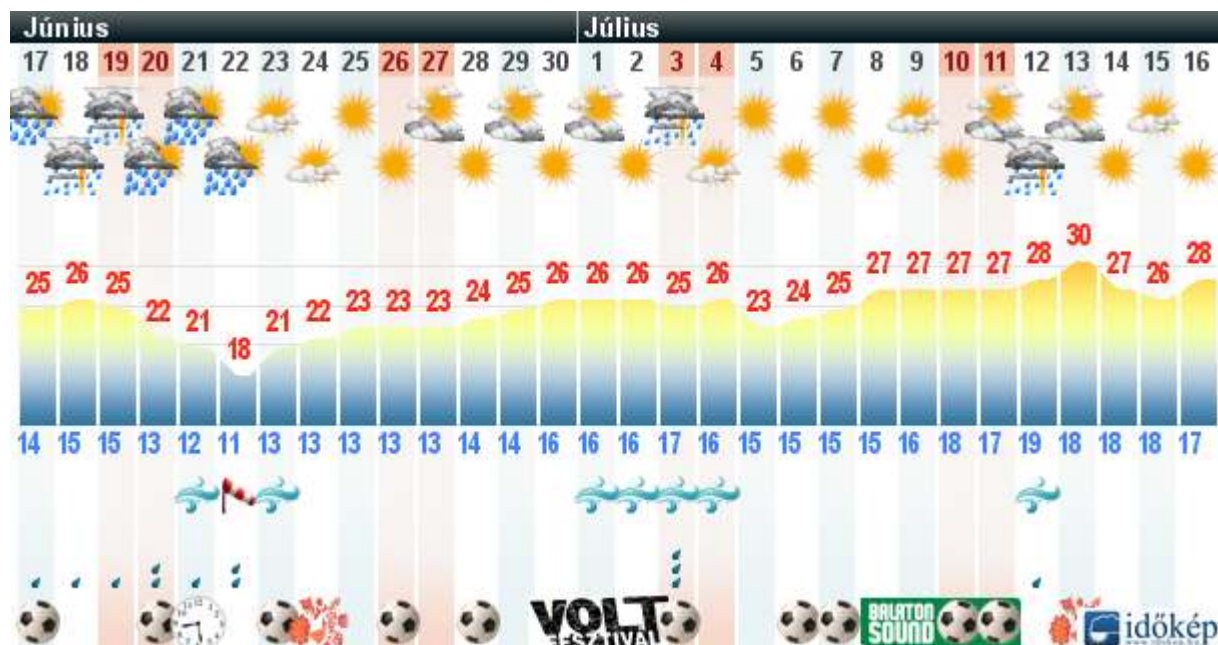 Június Július
17 18 19 20 21 22 23 24 25 26 27 28 29 30 1 2 3 4 5 6 7 8 9 10 11 12 13 14 15 16
25 26 25 22 21 18 21 22 23 23 23 24 25 26 26 26 25 26 23 24 25 27 27 27 27 28 30 27 26 28
14 15 15 13 12 11 13 13 13 13 13 14 14 16 16 16 17 16 15 15 15 15 16 18 17 19 18 18 18 17
VOLT
FESZTIVÁL
BALATON
SOUND
időkép